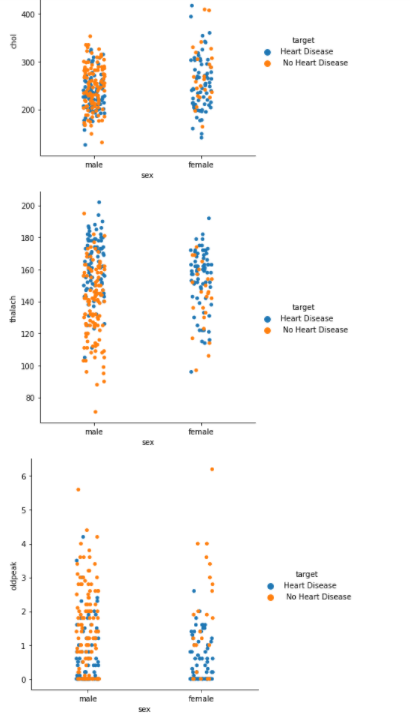 400
300
200
chol
male
female
sex
target
Heart Disease
No Heart Disease
200
180
160
140
120
100
80
thalach
male
female
sex
target
Heart Disease
No Heart Disease
6
5
4
3
2
1
0
oldpeak
male
female
sex
target
Heart Disease
No Heart Disease